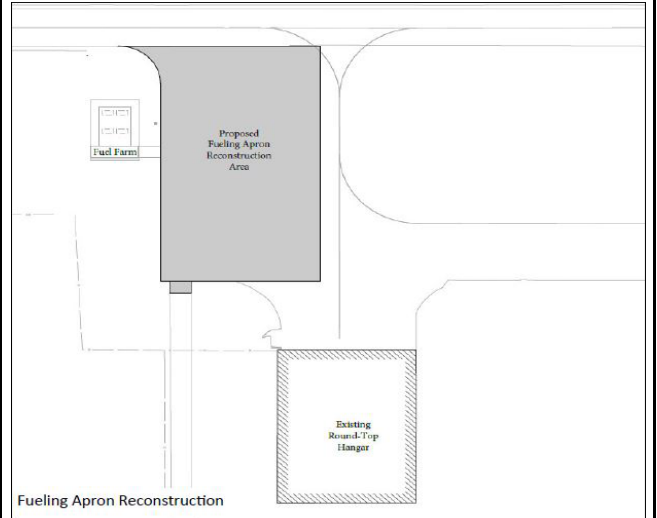 Proposed
Fueling Apron
Reconstruction
Area
Fuel Farm
Existing
Round-Top
Hangar
Fueling Apron Reconstruction